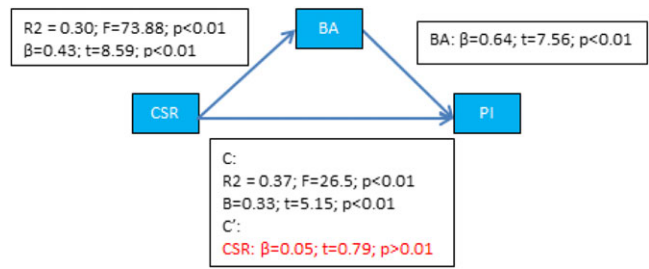 R2 = 0.30; F=73.88; p<0.01
β=0.43; t=8.59; p<0.01
BA
BA: β=0.64; t=7.56; p<0.01
CSR
PI
C:
R2 = 0.37; F=26.5; p<0.01
B=0.33; t=5.15; p<0.01
C’:
CSR: β=0.05; t=0.79; p>0.01